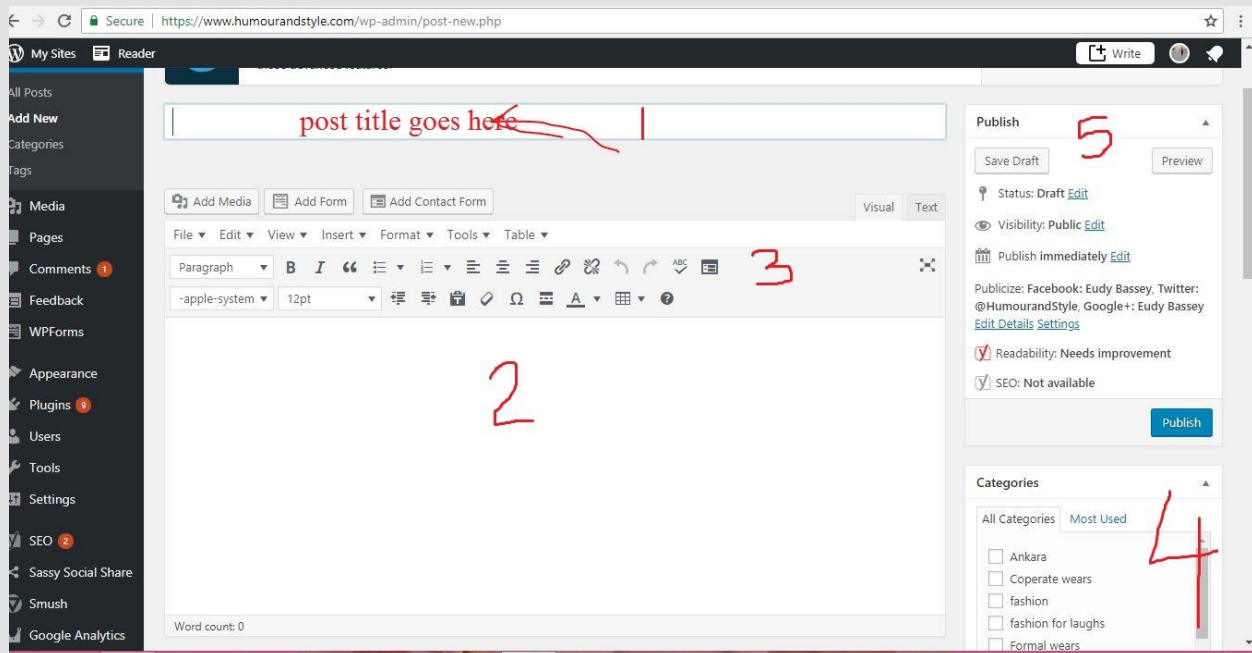 Secure | https://www.humourandstyle.com/wp-admin/post-new.php
My Sites Reader Write
All Posts
Add New
Categories
Tags
Media
Pages
Comments 1
Feedback
WPForms
Appearance
Plugins 9
Users
Tools
Settings
SEO 2
Sassy Social Share
Smush
Google Analytics
these advanced features!
post title goes here 1
Add Media Add Form Add Contact Form Visual Text
File Edit View Insert Format Tools Table
Paragraph B I ABC 3
-apple-system 12pt Ω A
2
Word count: 0
Publish 5
Save Draft Preview
Status: Draft Edit
Visibility: Public Edit
Publish immediately Edit
Publicize: Facebook: Eudy Bassey, Twitter:
@HumourandStyle, Google+: Eudy Bassey
Edit Details Settings
Readability: Needs improvement
SEO: Not available
Publish
Categories
All Categories Most Used
4
Ankara
Coperate wears
fashion
fashion for laughs
Formal wears